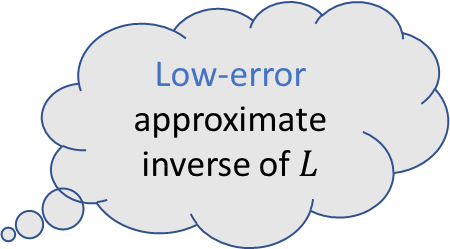 Low-error
approximate
inverse of L